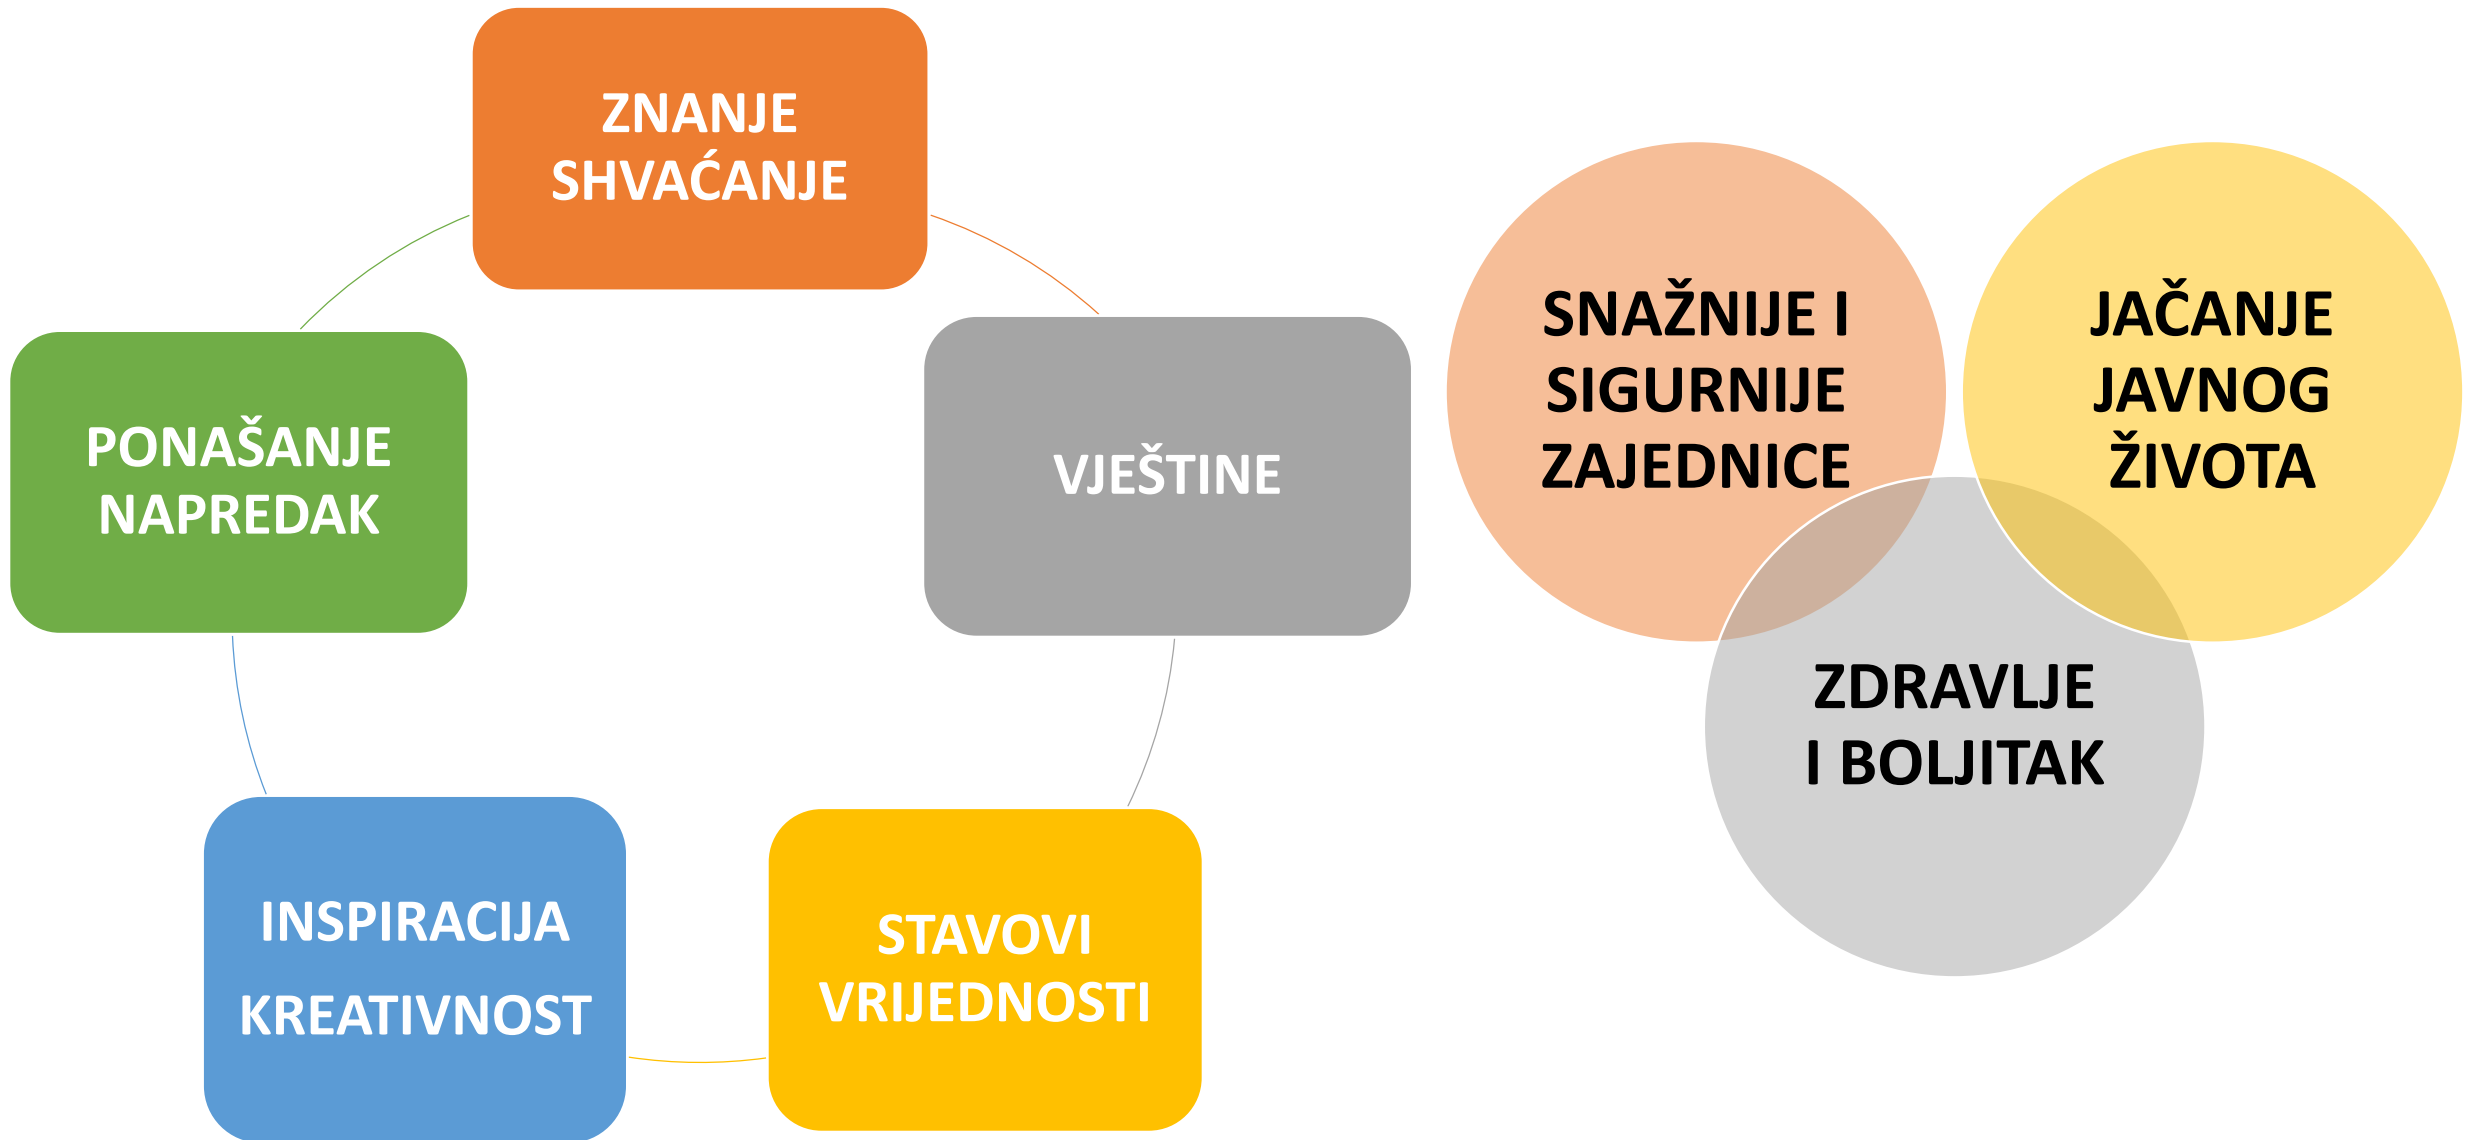 ZNANJE
SHVAĆANJE
VJEŠTINE
STAVOVI
VRIJEDNOSTI
INSPIRACIJA
KREATIVNOST
PONAŠANJE
NAPREDAK
SNAŽNIJE I
SIGURNIJE
ZAJEDNICE
JAČANJE
JAVNOG
ŽIVOTA
ZDRAVLJE
I BOLJITAK